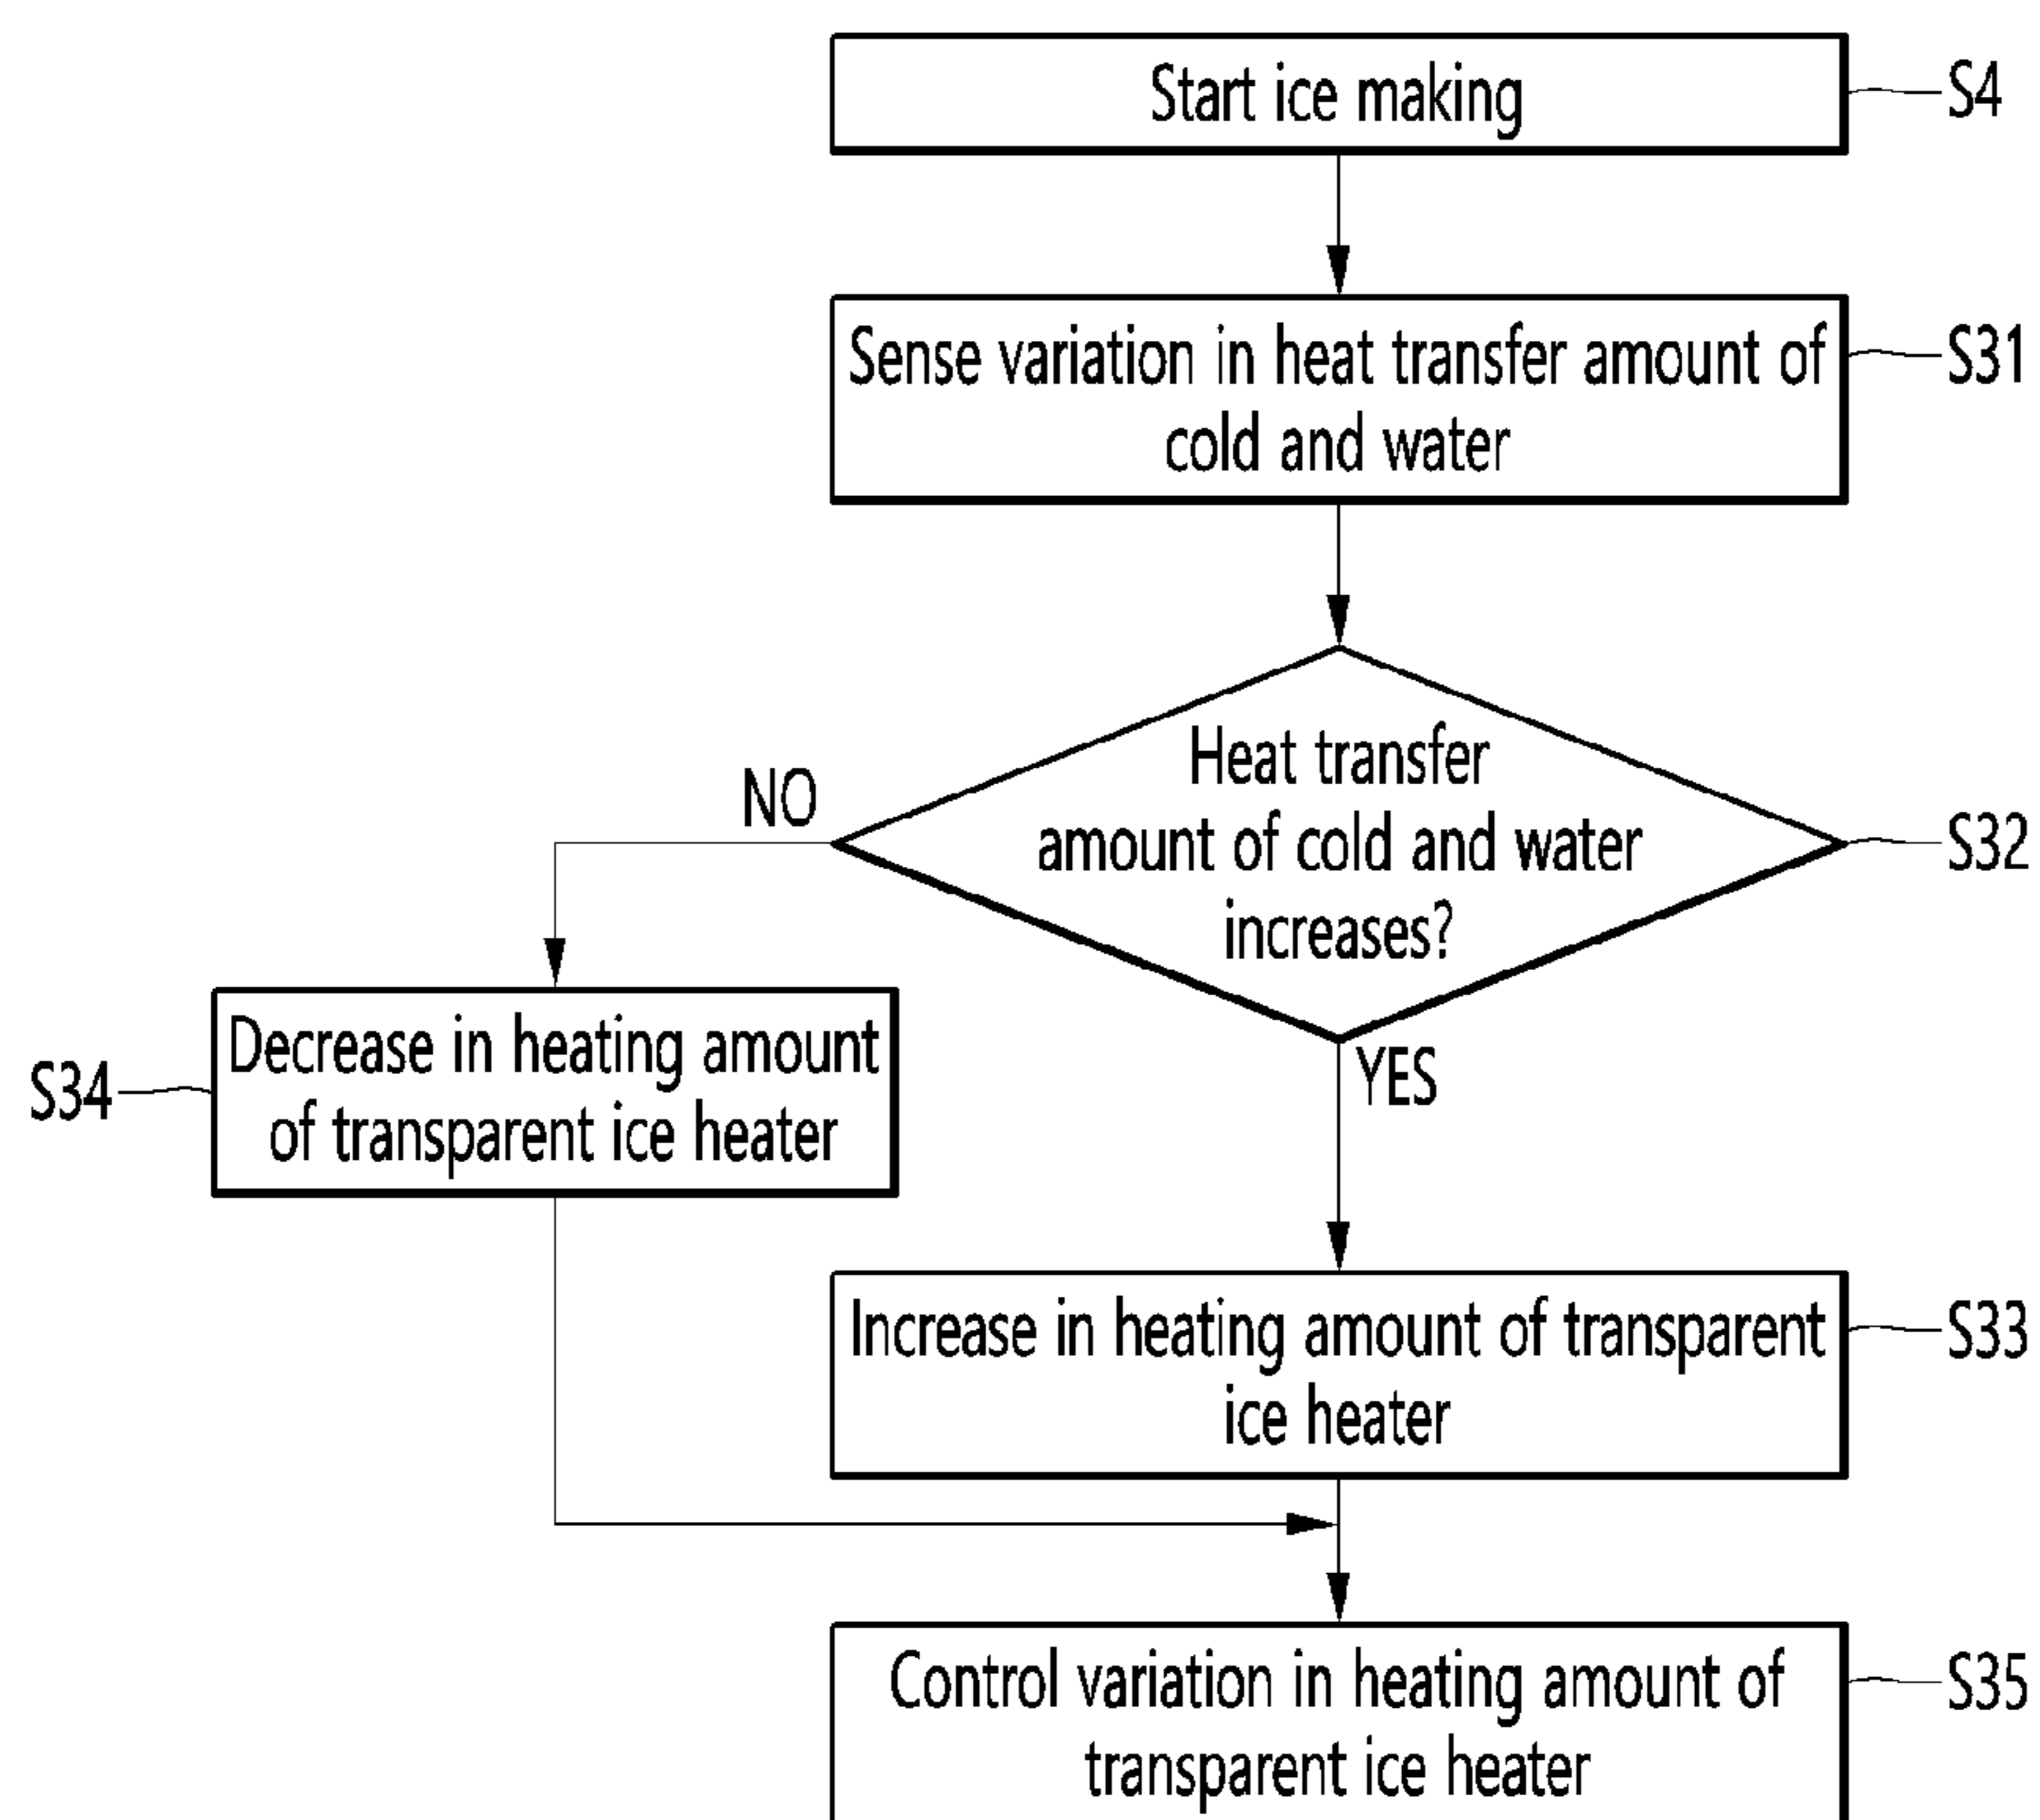 Start ice making
S4
Sense variation in heat transfer amount of
cold and water
S31
Heat transfer
amount of cold and water
increases?
S32
NO
YES
Decrease in heating amount
of transparent ice heater
S34
Increase in heating amount of transparent
ice heater
S33
Control variation in heating amount of
transparent ice heater
S35